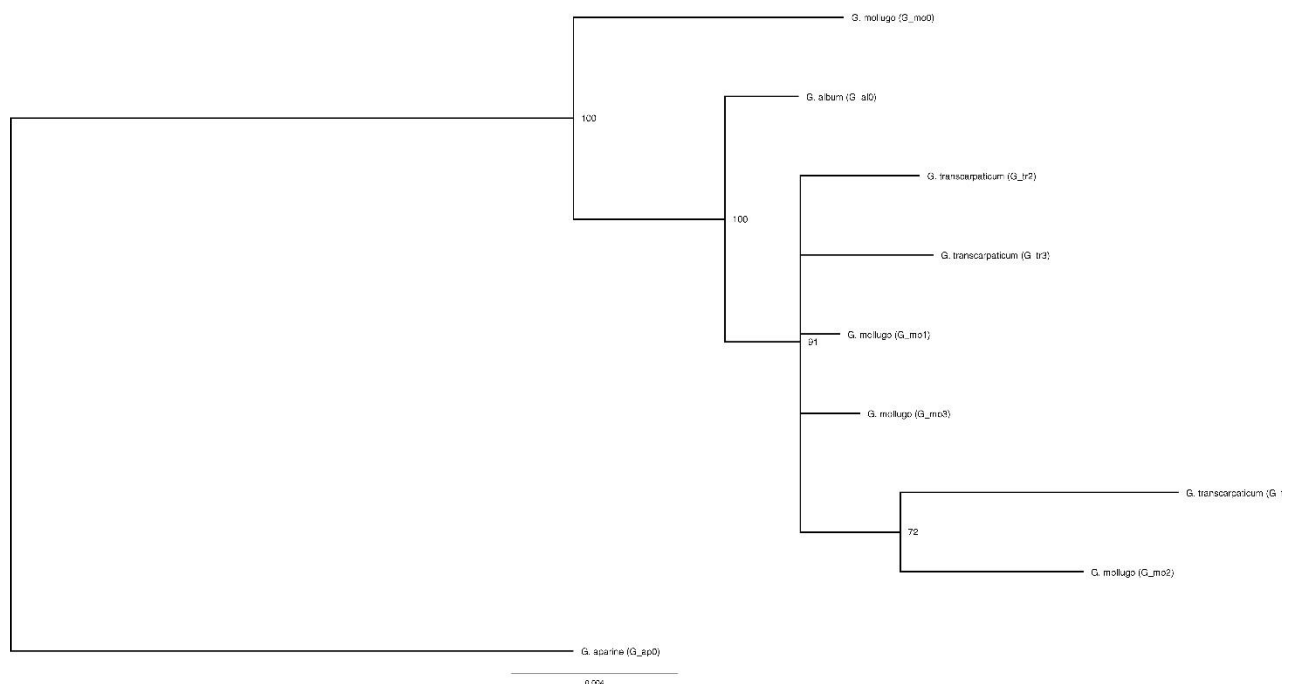 G. mollugo (G_mo0)
G. album (G_al0)
100
G. transcarpaticum (G_tr2)
100
G. transcarpaticum (G_tr3)
G. mollugo (G_mo1)
91
G. mollugo (G_mo3)
G. transcarpaticum (G
72
G. mollugo (G_mo2)
G. aparine (G_ap0)
0.004